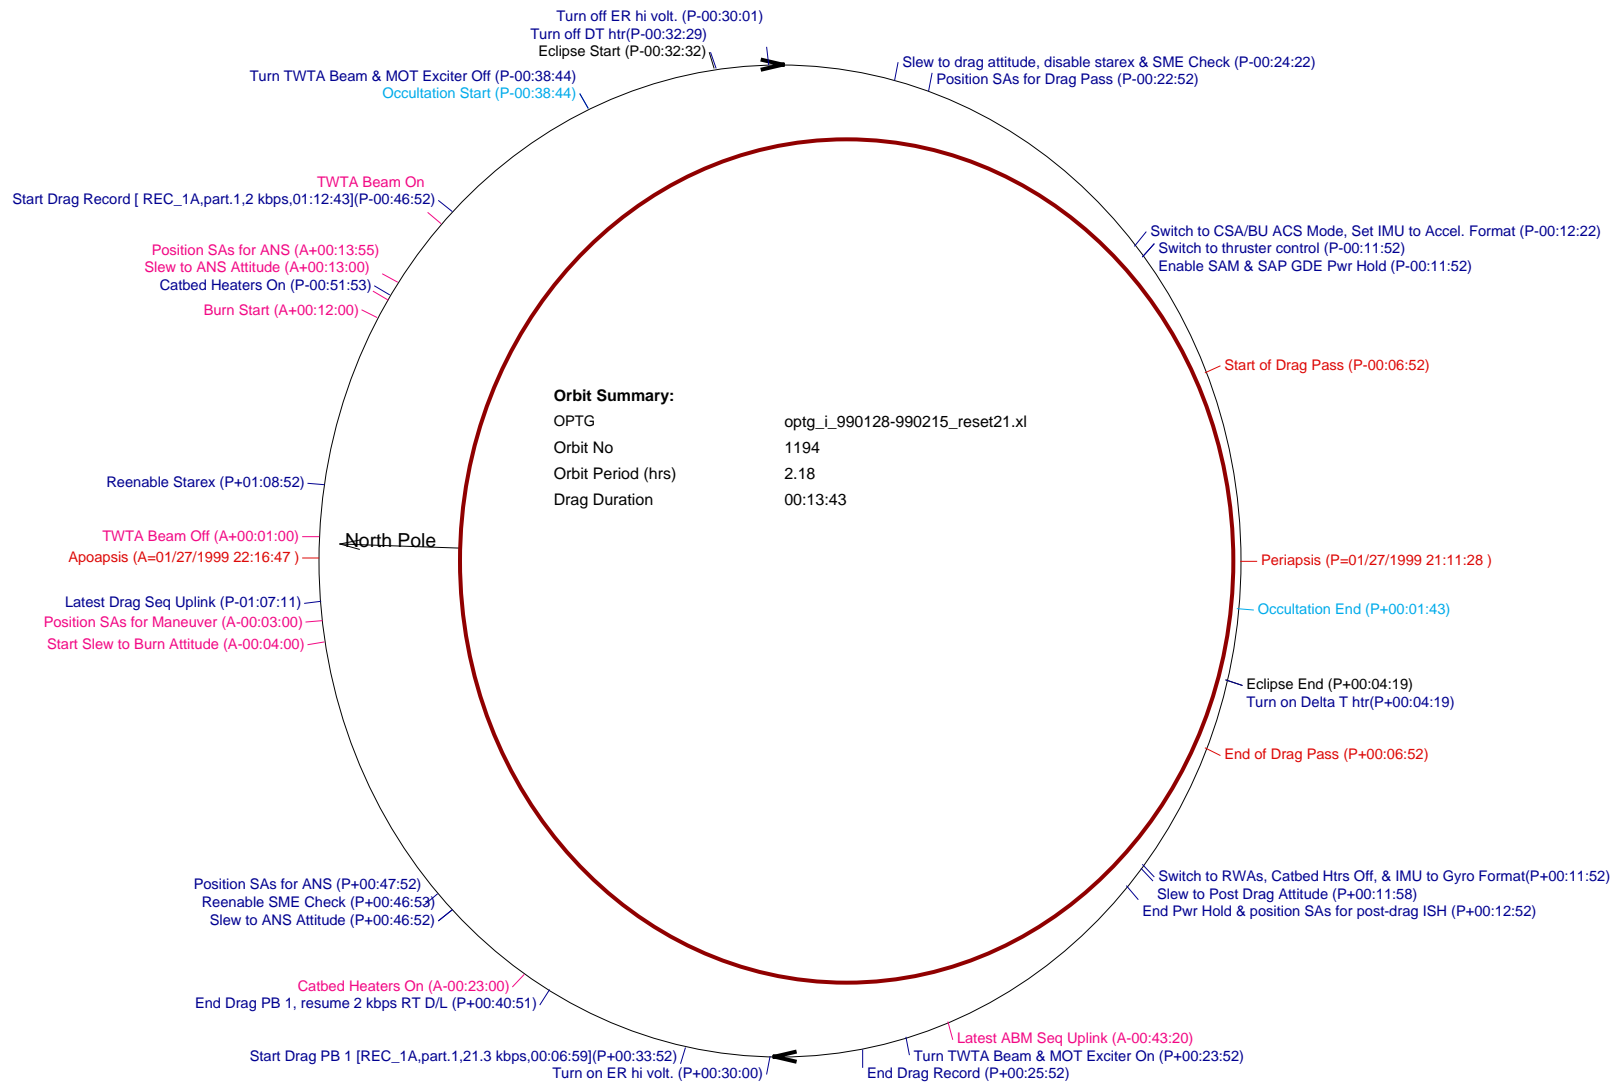 Turn off ER hi volt. (P-00:30:01)
Turn off DT htr(P-00:32:29)
Eclipse Start (P-00:32:32)
Turn TWTA Beam & MOT Exciter Off (P-00:38:44)
Occultation Start (P-00:38:44)
Slew to drag attitude, disable starex & SME Check (P-00:24:22)
Position SAs for Drag Pass (P-00:22:52)
TWTA Beam On
Start Drag Record [ REC_1A,part.1,2 kbps,01:12:43](P-00:46:52)
Position SAs for ANS (A+00:13:55)
Slew to ANS Attitude (A+00:13:00)
Catbed Heaters On (P-00:51:53)
Burn Start (A+00:12:00)
Switch to CSA/BU ACS Mode, Set IMU to Accel. Format (P-00:12:22)
Switch to thruster control (P-00:11:52)
Enable SAM & SAP GDE Pwr Hold (P-00:11:52)
Start of Drag Pass (P-00:06:52)
Orbit Summary:
OPTG optg_i_990128-990215_reset21.xl
Orbit No 1194
Orbit Period (hrs) 2.18
Drag Duration 00:13:43
Reenable Starex (P+01:08:52)
TWTA Beam Off (A+00:01:00)
North Pole
Apoapsis (A=01/27/1999 22:16:47 )
Periapsis (P=01/27/1999 21:11:28 )
Latest Drag Seq Uplink (P-01:07:11)
Position SAs for Maneuver (A-00:03:00)
Start Slew to Burn Attitude (A-00:04:00)
Occultation End (P+00:01:43)
Eclipse End (P+00:04:19)
Turn on Delta T htr(P+00:04:19)
End of Drag Pass (P+00:06:52)
Position SAs for ANS (P+00:47:52)
Reenable SME Check (P+00:46:53)
Slew to ANS Attitude (P+00:46:52)
Switch to RWAs, Catbed Htrs Off, & IMU to Gyro Format(P+00:11:52)
Slew to Post Drag Attitude (P+00:11:58)
End Pwr Hold & position SAs for post-drag ISH (P+00:12:52)
Catbed Heaters On (A-00:23:00)
End Drag PB 1, resume 2 kbps RT D/L (P+00:40:51)
Start Drag PB 1 [REC_1A,part.1,21.3 kbps,00:06:59](P+00:33:52)
Turn on ER hi volt. (P+00:30:00)
Latest ABM Seq Uplink (A-00:43:20)
Turn TWTA Beam & MOT Exciter On (P+00:23:52)
End Drag Record (P+00:25:52)